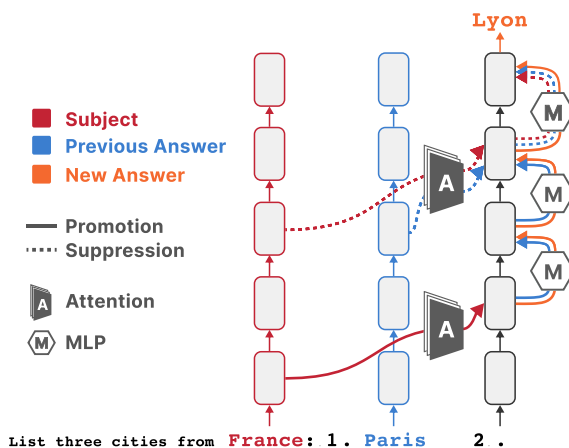 Lyon
M
Subject
Previous Answer
New Answer
A
M
Promotion
Suppression
A Attention
A
M
M MLP
List three cities from France: 1. Paris 2 .